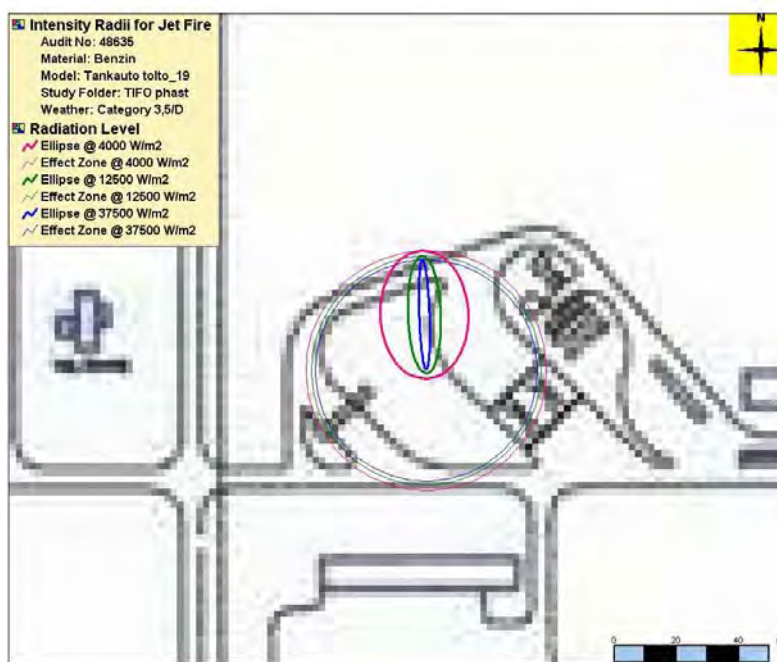 Intensity Radii for Jet Fire
Audit No: 48635
Material: Benzin
Model: Tankauto tolto_19
Study Folder: TIFO phast
Weather: Category 3,5/D
Radiation Level
Ellipse @ 4000 W/m2
Effect Zone @ 4000 W/m2
Ellipse @ 12500 W/m2
Effect Zone @ 12500 W/m2
Ellipse @ 37500 W/m2
Effect Zone @ 37500 W/m2
N
0 20 40